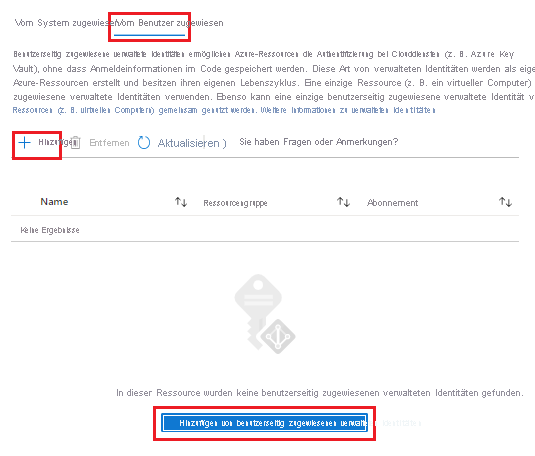 Vom System zugewiesen Vom Benutzer zugewiesen
Benutzerseitig zugewiesene verwaltete Identitäten ermöglichen Azure-Ressourcen die Authentifizierung bei Clouddiensten (z. B. Azure Key
Vault), ohne dass Anmeldeinformationen im Code gespeichert werden. Diese Art von verwalteten Identitäten werden als eige
Azure-Ressourcen erstellt und besitzen ihren eigenen Lebenszyklus. Eine einzige Ressource (z. B. ein virtueller Computer)
zugewiesene verwaltete Identitäten verwenden. Ebenso kann eine einzige benutzerseitig zugewiesene verwaltete Identität v
Ressourcen (z. B. virtuellen Computern) gemeinsam genutzt werden. Weitere Informationen zu verwalteten Identitäten
Hinzufügen Entfernen Aktualisieren ) Sie haben Fragen oder Anmerkungen?
Name Ressourcengruppe Abonnement
Keine Ergebnisse
In dieser Ressource wurden keine benutzerseitig zugewiesenen verwalteten Identitäten gefunden.
Hinzufügen von benutzerseitig zugewiesenen verwalteten Identitäten